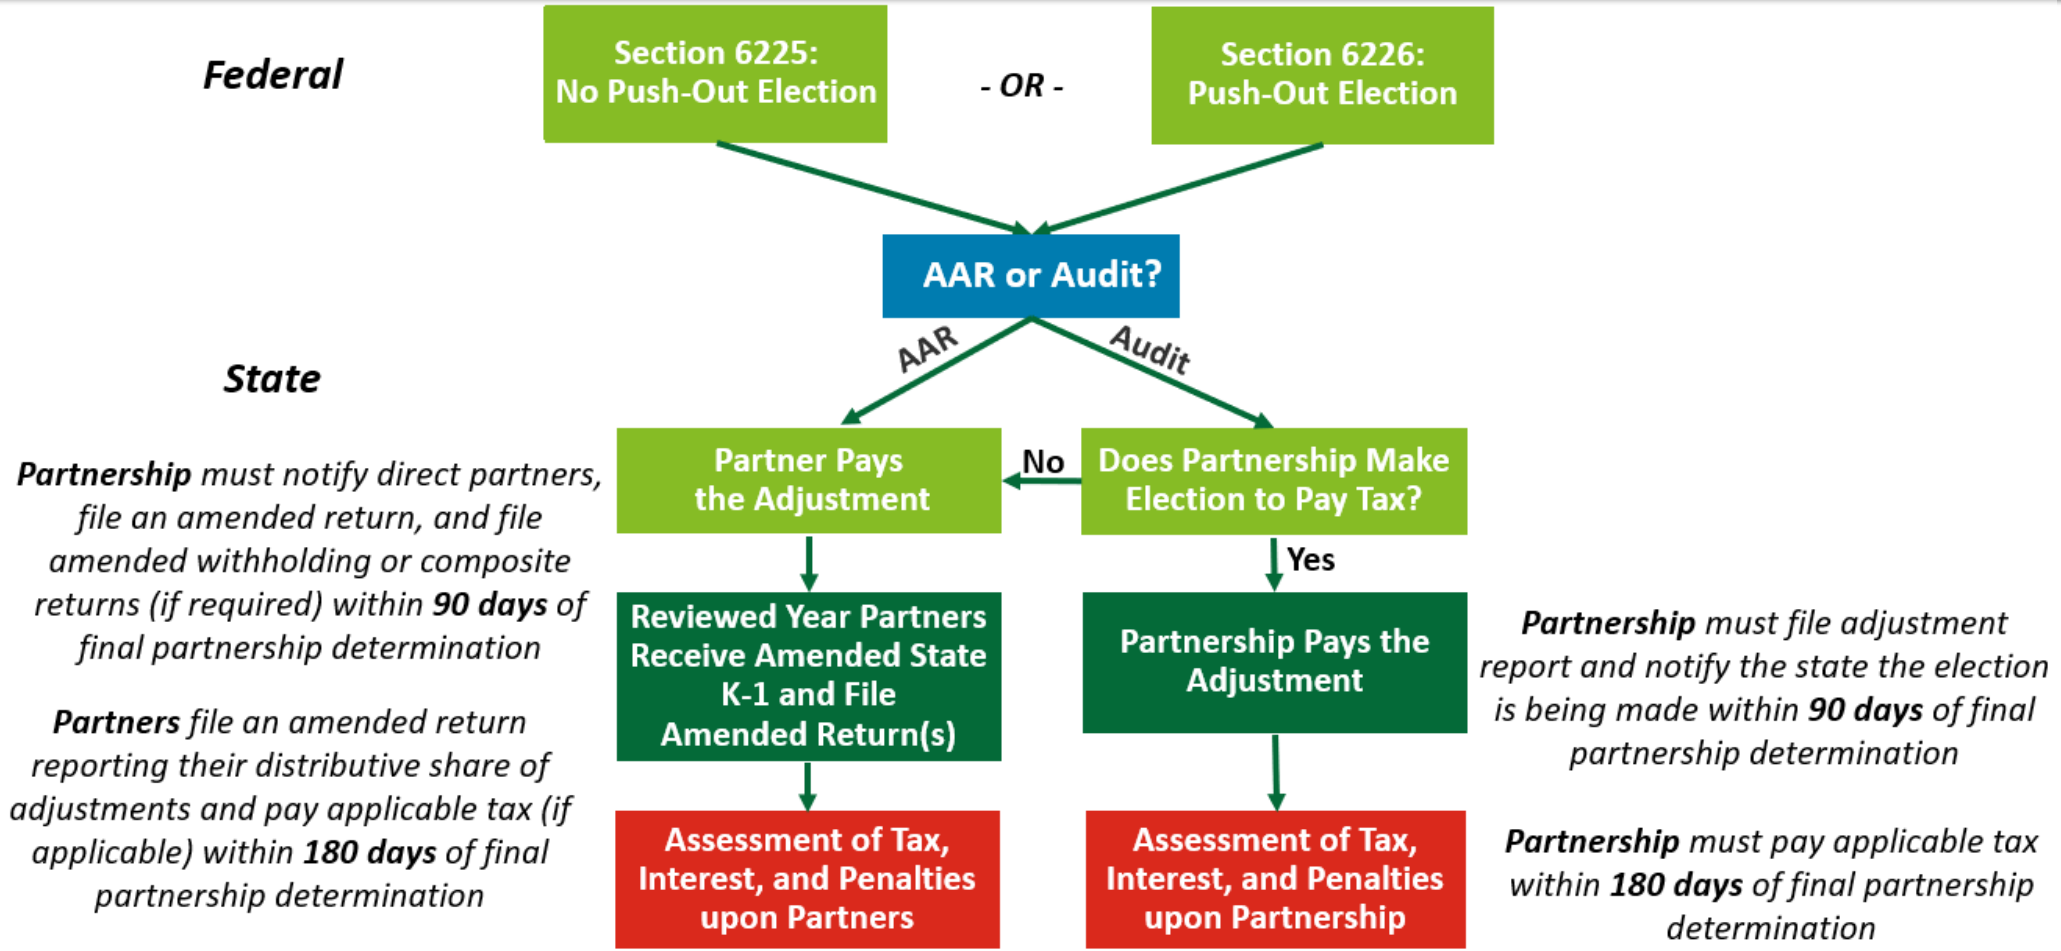 Federal
Section 6225:
No Push-Out Election
- OR -
Section 6226:
Push-Out Election
AAR or Audit?
AAR
Audit
State
Partnership must notify direct partners,
file an amended return, and file
amended withholding or composite
returns (if required) within 90 days of
final partnership determination
Partners file an amended return
reporting their distributive share of
adjustments and pay applicable tax (if
applicable) within 180 days of final
partnership determination
Partner Pays
the Adjustment
No
Does Partnership Make
Election to Pay Tax?
Yes
Reviewed Year Partners
Receive Amended State
K-1 and File
Amended Return(s)
Partnership Pays the
Adjustment
Assessment of Tax,
Interest, and Penalties
upon Partners
Assessment of Tax,
Interest, and Penalties
upon Partnership
Partnership must file adjustment
report and notify the state the election
is being made within 90 days of final
partnership determination
Partnership must pay applicable tax
within 180 days of final partnership
determination